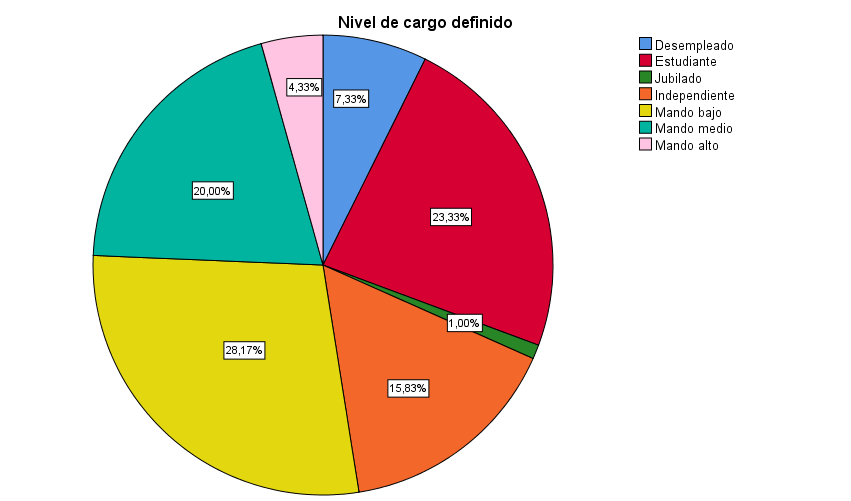 Nivel de cargo definido
Desempleado
Estudiante
Jubilado
Independiente
Mando bajo
Mando medio
Mando alto
4,33%
7,33%
20,00%
23,33%
1,00%
28,17%
15,83%